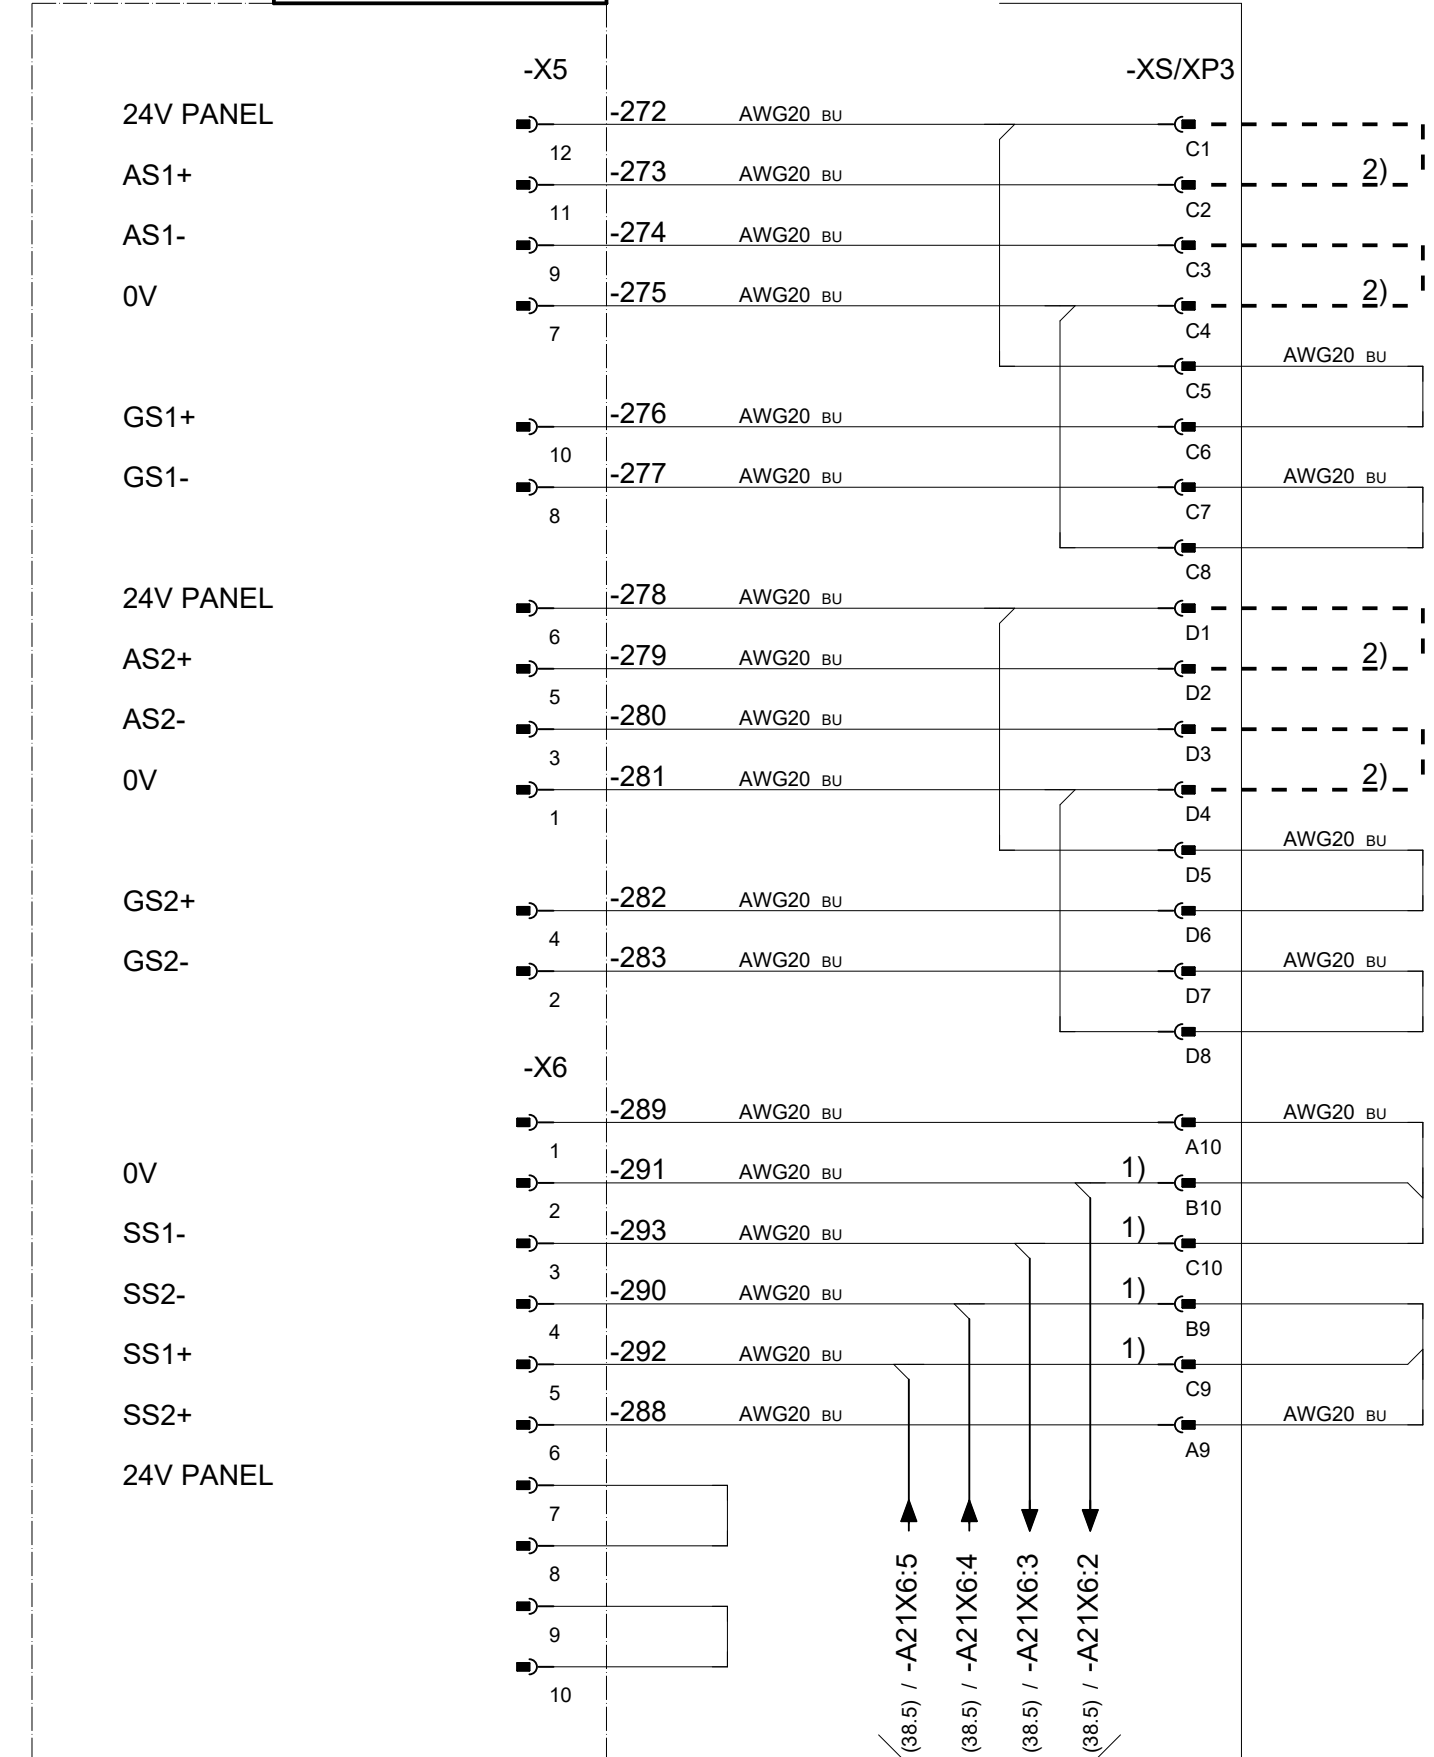 -X5 -XS/XP3
24V PANEL -272 AWG20 BU
12 C1
AS1+ -273 AWG20 BU 2)
11 C2
AS1- -274 AWG20 BU
9 C3
0V -275 AWG20 BU 2)
7 C4
AWG20 BU
C5
GS1+ -276 AWG20 BU
10 C6
GS1- -277 AWG20 BU AWG20 BU
8 C7
C8
24V PANEL -278 AWG20 BU
6 D1
AS2+ -279 AWG20 BU 2)
5 D2
AS2- -280 AWG20 BU
3 D3
0V -281 AWG20 BU 2)
1 D4
AWG20 BU
D5
GS2+ -282 AWG20 BU
4 D6
GS2- -283 AWG20 BU AWG20 BU
2 D7
D8
-X6
-289 AWG20 BU AWG20 BU
1 A10
0V -291 AWG20 BU 1)
2 B10
SS1- -293 AWG20 BU 1)
3 C10
SS2- -290 AWG20 BU 1)
4 B9
SS1+ -292 AWG20 BU 1)
5 C9
SS2+ -288 AWG20 BU AWG20 BU
6 A9
24V PANEL
7
8
9
10
(38.5) / -A21X6:5
(38.5) / -A21X6:4
(38.5) / -A21X6:3
(38.5) / -A21X6:2